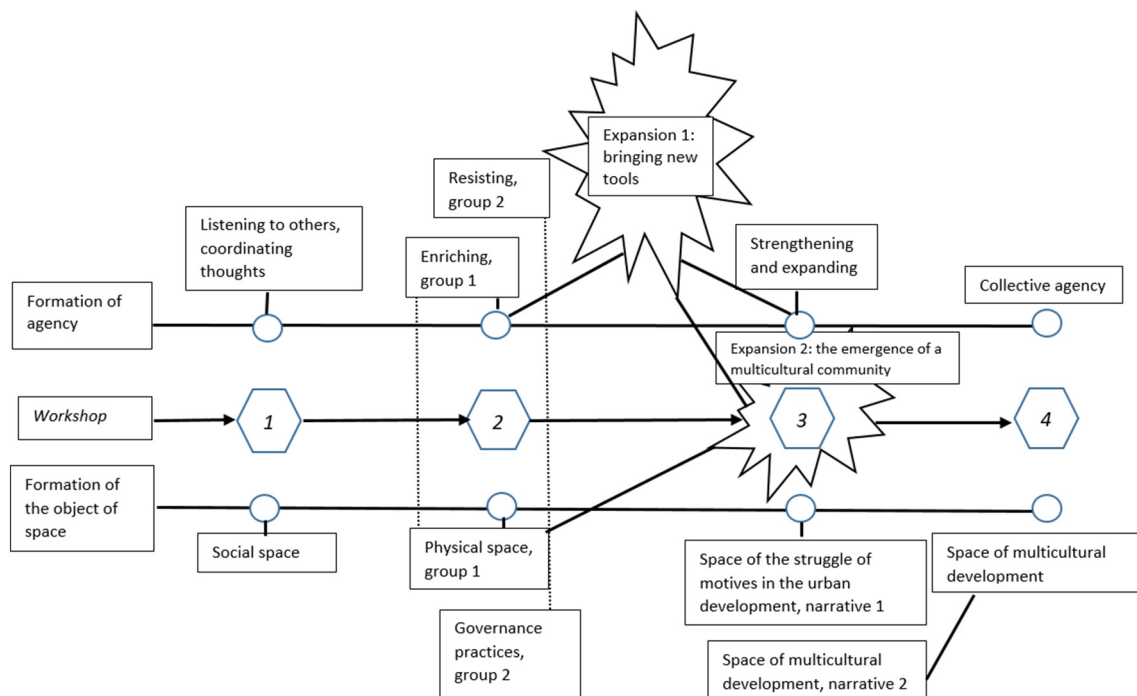 Expansion 1:
bringing new
tools
Resisting,
group 2
Listening to others,
coordinating
thoughts
Enriching,
group 1
Strengthening
and expanding
Collective agency
Formation of
agency
Expansion 2: the emergence of a
multicultural community
Workshop
1
2
3
4
Formation of
the object of
space
Social space
Physical space,
group 1
Space of the struggle of
motives in the urban
development, narrative 1
Space of multicultural
development
Governance
practices,
group 2
Space of multicultural
development, narrative 2